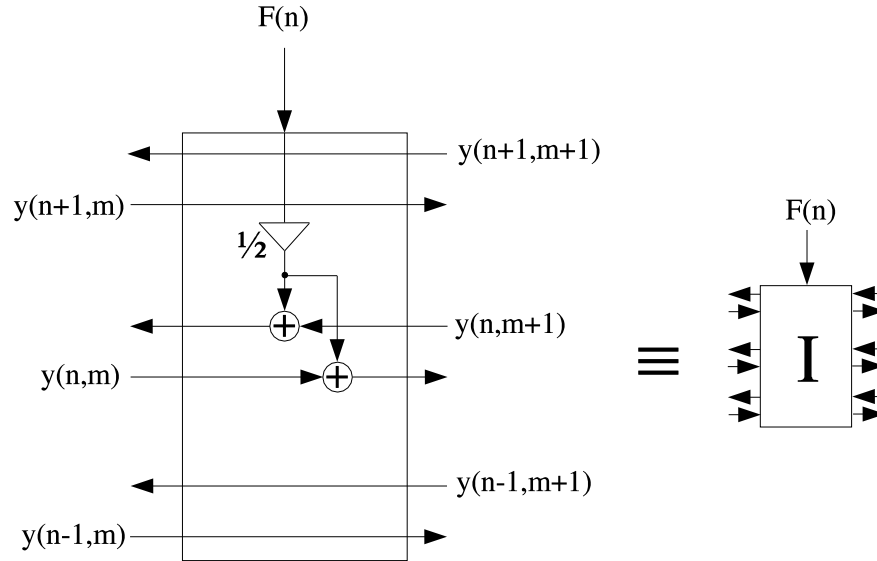 F(n)
y(n+1,m+1)
y(n+1,m)
F(n)
½
y(n,m+1)
I
y(n,m)
y(n-1,m+1)
y(n-1,m)